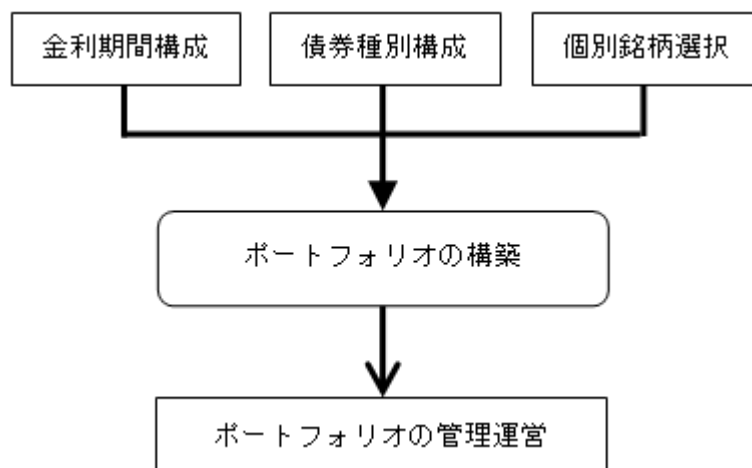 金利期間構成
債券種別構成
個別銘柄選択
ポートフォリオの構築
ポートフォリオの管理運営